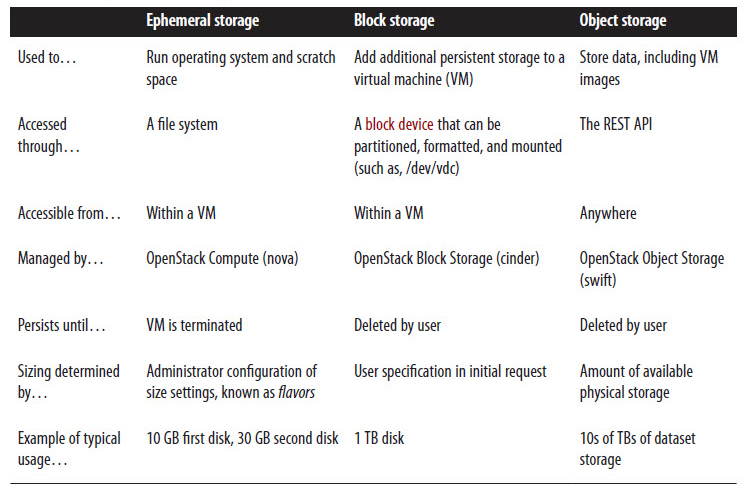 Ephemeral storage Block storage Object storage
Used to… Run operating system and scratch Add additional persistent storage to a Store data, including VM
space virtual machine (VM) images
Accessed A file system A block device that can be The REST API
through… partitioned, formatted, and mounted
(such as, /dev/vdc)
Accessible from… Within a VM Within a VM Anywhere
Managed by… OpenStack Compute (nova) OpenStack Block Storage (cinder) OpenStack Object Storage
(swift)
Persists until… VM is terminated Deleted by user Deleted by user
Sizing determined Administrator configuration of User specification in initial request Amount of available
by… size settings, known as flavors physical storage
Example of typical 10 GB first disk, 30 GB second disk 1 TB disk 10s of TBs of dataset
usage… storage